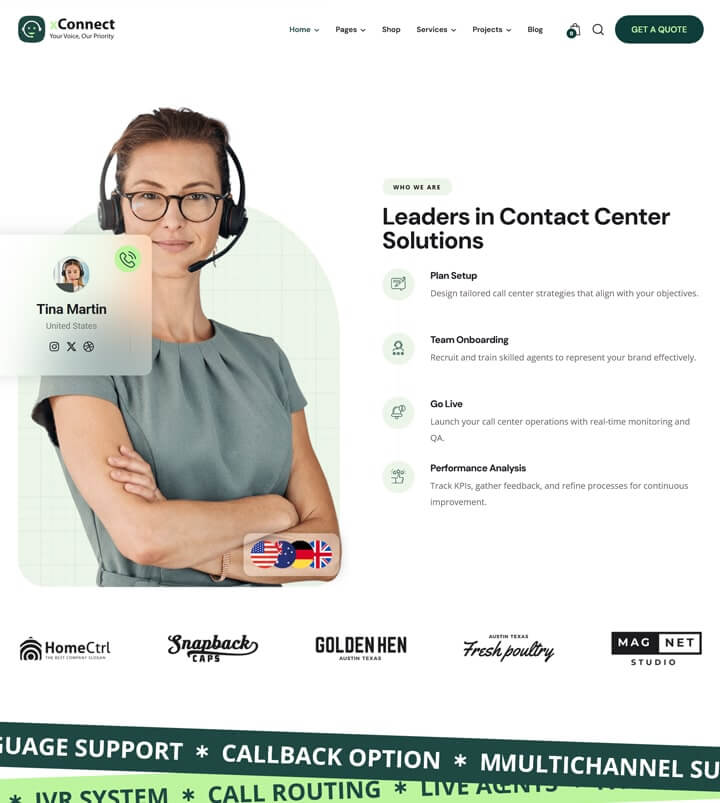 xConnect
Your Voice, Our Priority
Home
Pages
Shop
Services
Projects
Blog
0
GET A QUOTE
WHO WE ARE
Leaders in Contact Center
Solutions
Plan Setup
Design tailored call center strategies that align with your objectives.
Team Onboarding
Recruit and train skilled agents to represent your brand effectively.
Go Live
Launch your call center operations with real-time monitoring and
QA.
Performance Analysis
Track KPIs, gather feedback, and refine processes for continuous
improvement.
Tina Martin
United States
HomeCtrl
THE BEST COMPANY SLOGAN
Snapback
CAPS
GOLDEN HEN
AUSTIN TEXAS
AUSTIN TEXAS
Fresh poultry
MAG NET
STUDIO
GUAGE SUPPORT * CALLBACK OPTION * MMULTICHANNEL SU
* IVR SYSTEM * CALL ROUTING * LIVE AGENTS *